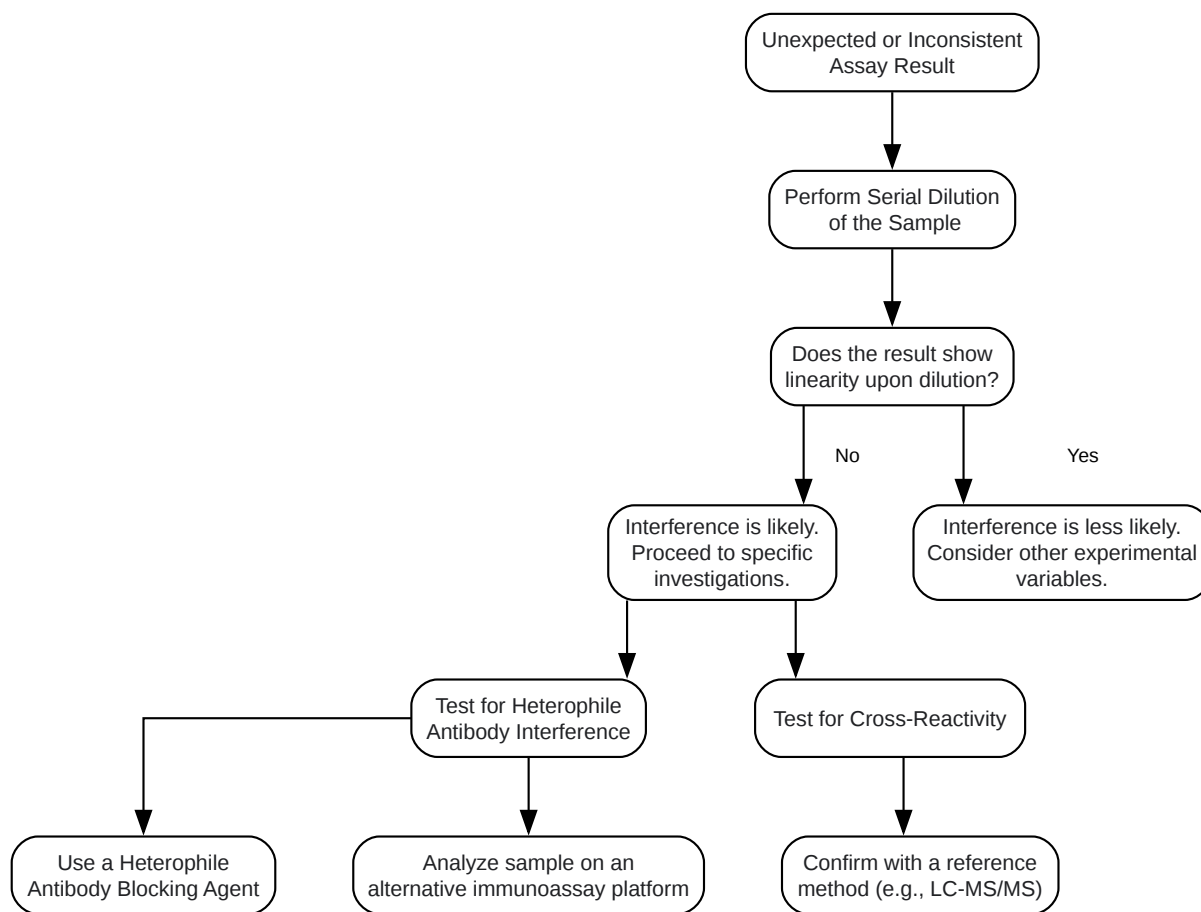 Unexpected or Inconsistent
Assay Result
Perform Serial Dilution
of the Sample
Does the result show
linearity upon dilution?
No
Yes
Interference is likely.
Proceed to specific
investigations.
Interference is less likely.
Consider other experimental
variables.
Test for Heterophile
Antibody Interference
Test for Cross-Reactivity
Use a Heterophile
Antibody Blocking Agent
Analyze sample on an
alternative immunoassay platform
Confirm with a reference
method (e.g., LC-MS/MS)